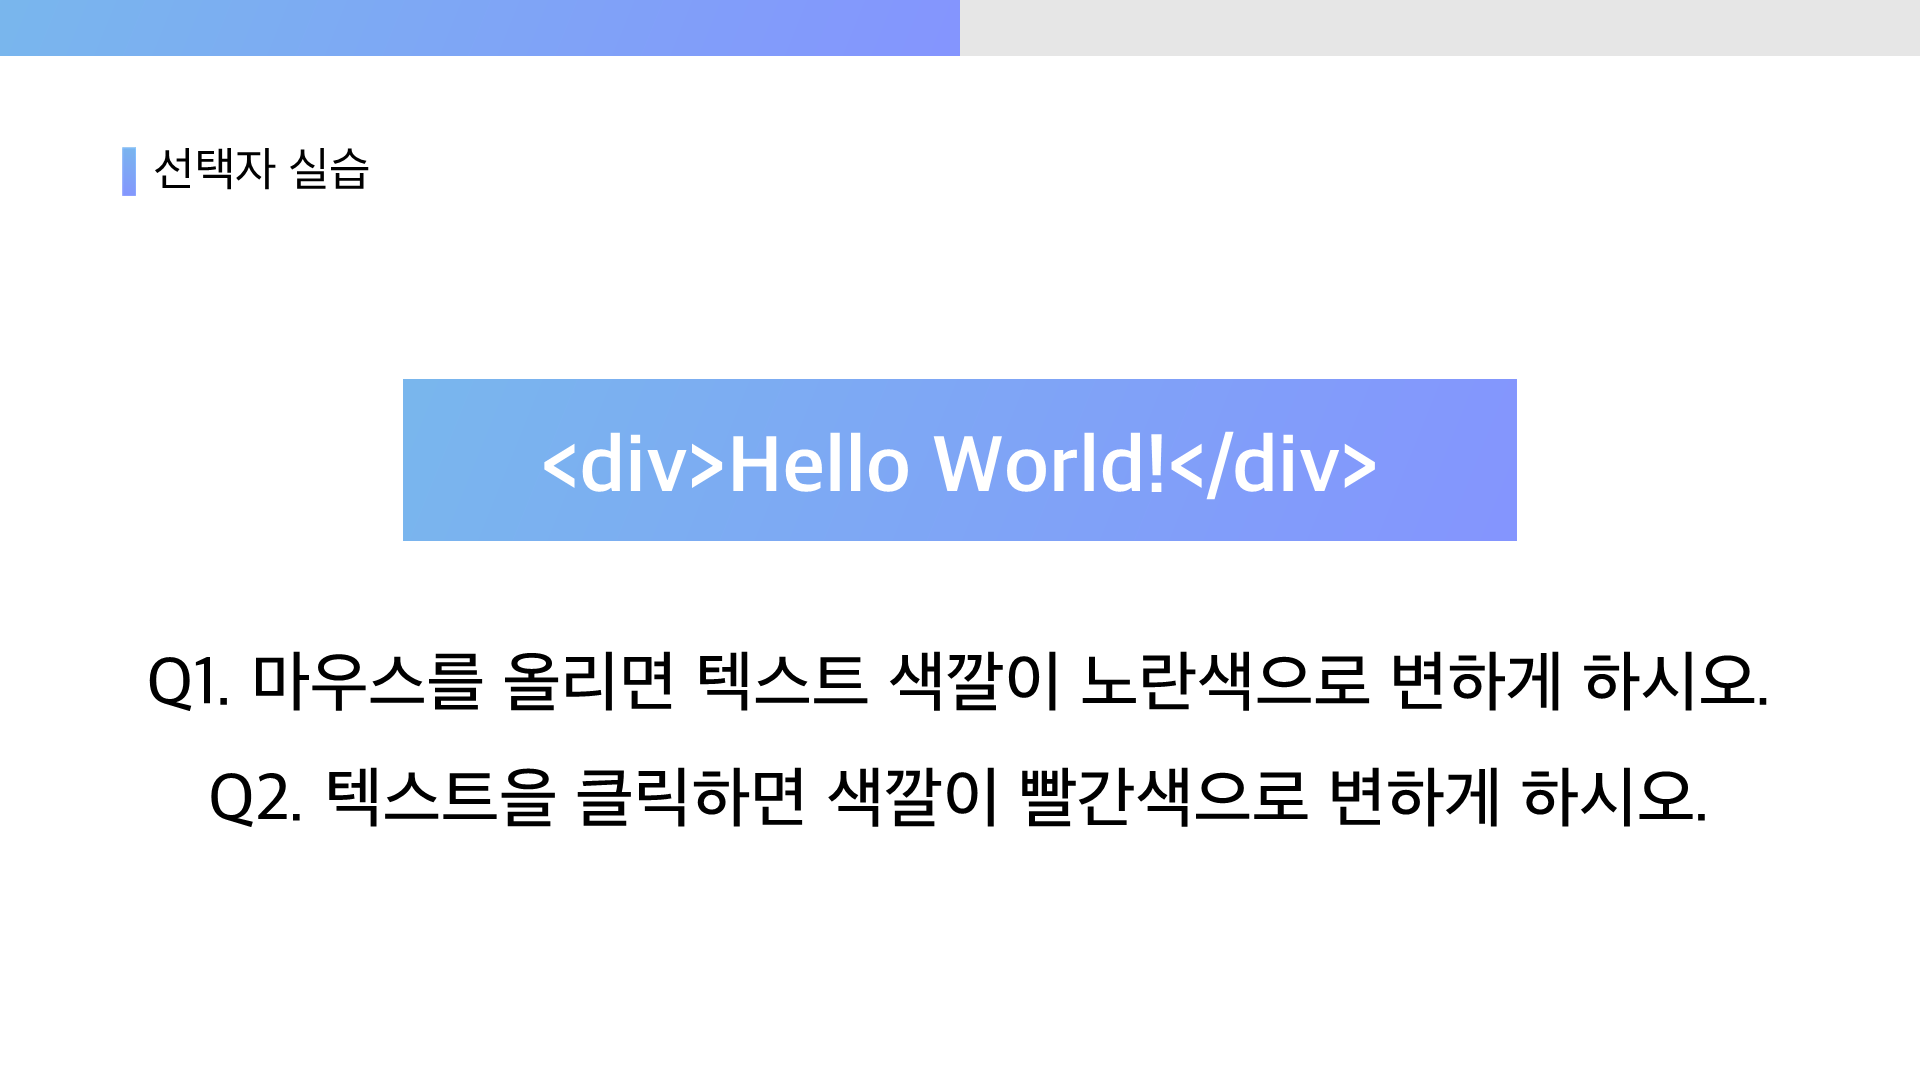 선택자 실습
<div>Hello World!</div>
Q1. 마우스를 올리면 텍스트 색깔이 노란색으로 변하게 하시오.
Q2. 텍스트을 클릭하면 색깔이 빨간색으로 변하게 하시오.